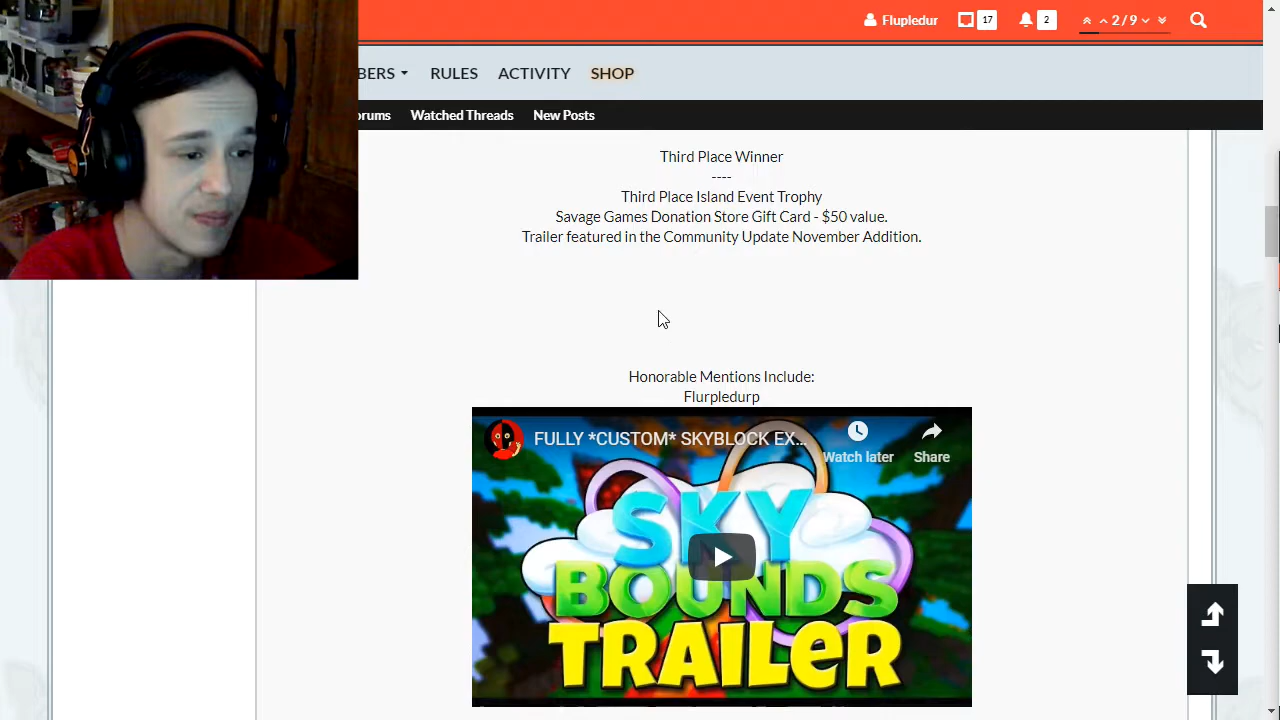 Flupledur 17 2 2/9
BERS RULES ACTIVITY SHOP
orums Watched Threads New Posts
Third Place Winner
----
Third Place Island Event Trophy
Savage Games Donation Store Gift Card - $50 value.
Trailer featured in the Community Update November Addition.
Honorable Mentions Include:
Flurpledurp
FULLY *CUSTOM* SKYBLOCK EX...
Watch later Share
SKY
BOUNDS
TRAILER